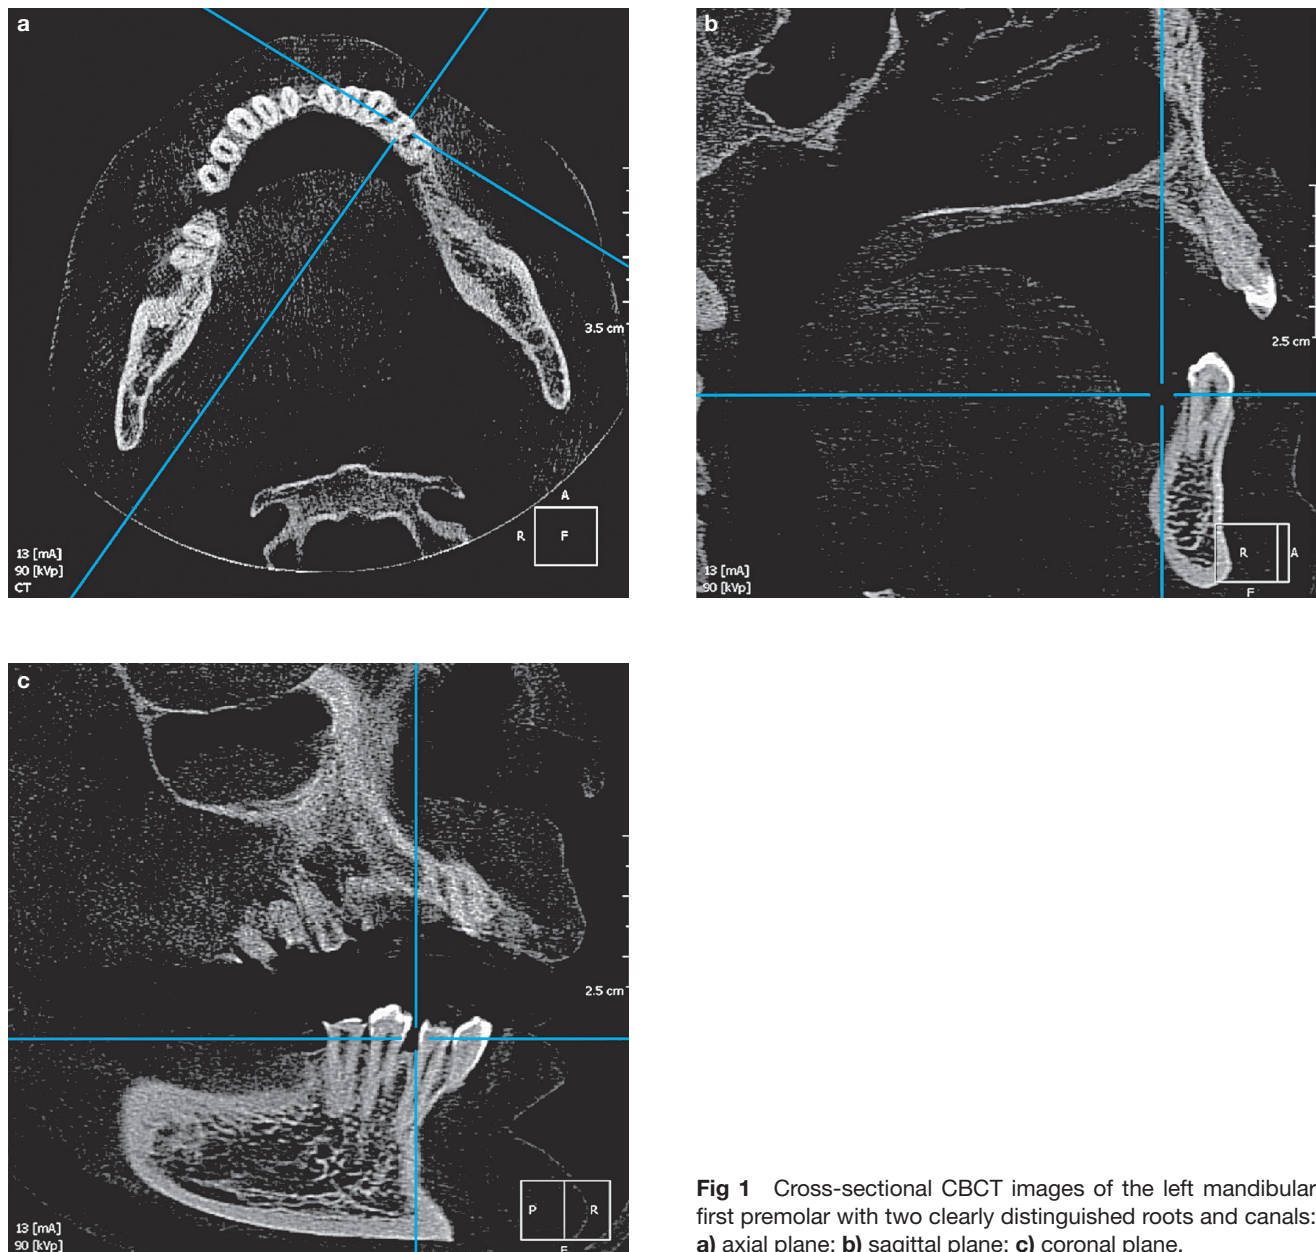 a
3.5 cm
A
R
F
13 [mA]
90 [kVp]
CT
b
2.5 cm
13 [mA]
90 [kVp]
R
A
F
c
2.5 cm
13 [mA]
90 [kVp]
P
R
F
Fig 1 Cross-sectional CBCT images of the left mandibular
first premolar with two clearly distinguished roots and canals:
a) axial plane; b) sagittal plane; c) coronal plane.